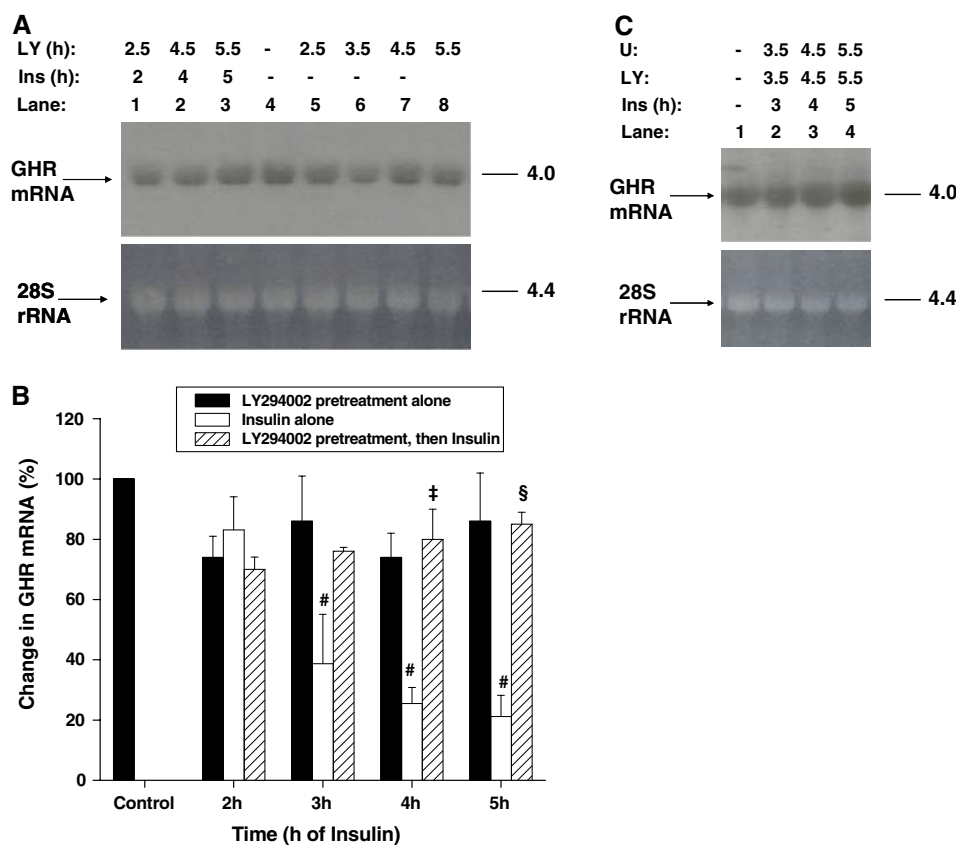 A
LY (h): 2.5 4.5 5.5 - 2.5 3.5 4.5 5.5
Ins (h): 2 4 5 - - - -
Lane: 1 2 3 4 5 6 7 8
GHR
mRNA
4.0
28S
rRNA
4.4
C
U: - 3.5 4.5 5.5
LY: - 3.5 4.5 5.5
Ins (h) - 3 4 5
Lane: 1 2 3 4
GHR
mRNA
4.0
28S
rRNA
4.4
B
LY294002 pretreatment alone
Insulin alone
LY294002 pretreatment, then Insulin
Change in GHR mRNA (%)
120
100
80
60
40
20
0
# # ‡ # §
Control 2h 3h 4h 5h
Time (h of Insulin)